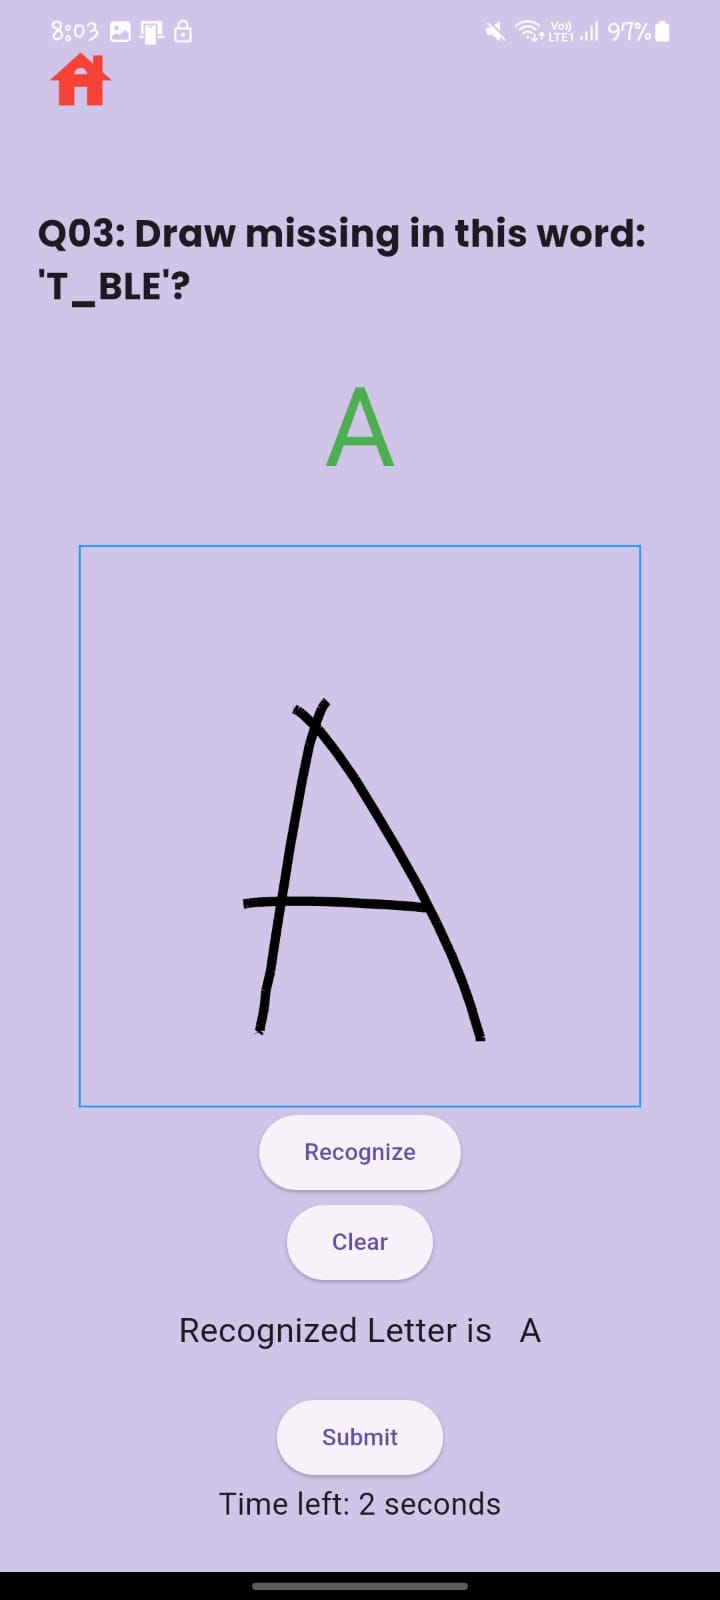 8:03 Vo)) LTE1 97%
Q03: Draw missing in this word:
'T_BLE'?
A
A
Recognize
Clear
Recognized Letter is A
Submit
Time left: 2 seconds